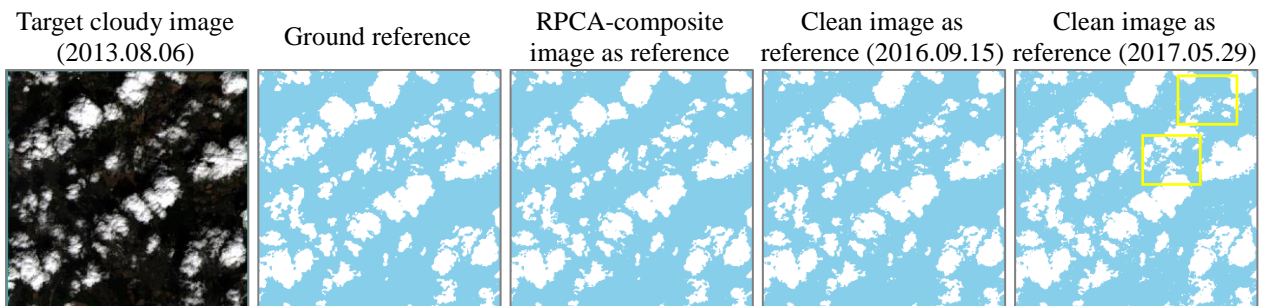 Target cloudy image
(2013.08.06)
Ground reference
RPCA-composite
image as reference
Clean image as
reference (2016.09.15)
Clean image as
reference (2017.05.29)